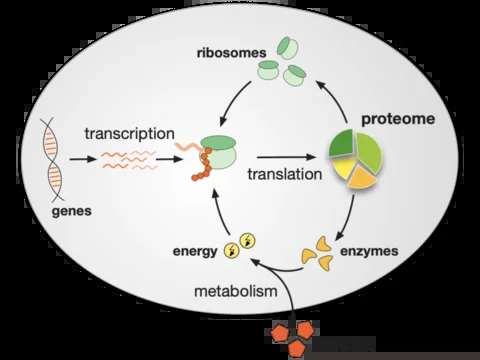 ribosomes
proteome
transcription
translation
genes
energy
enzymes
metabolism